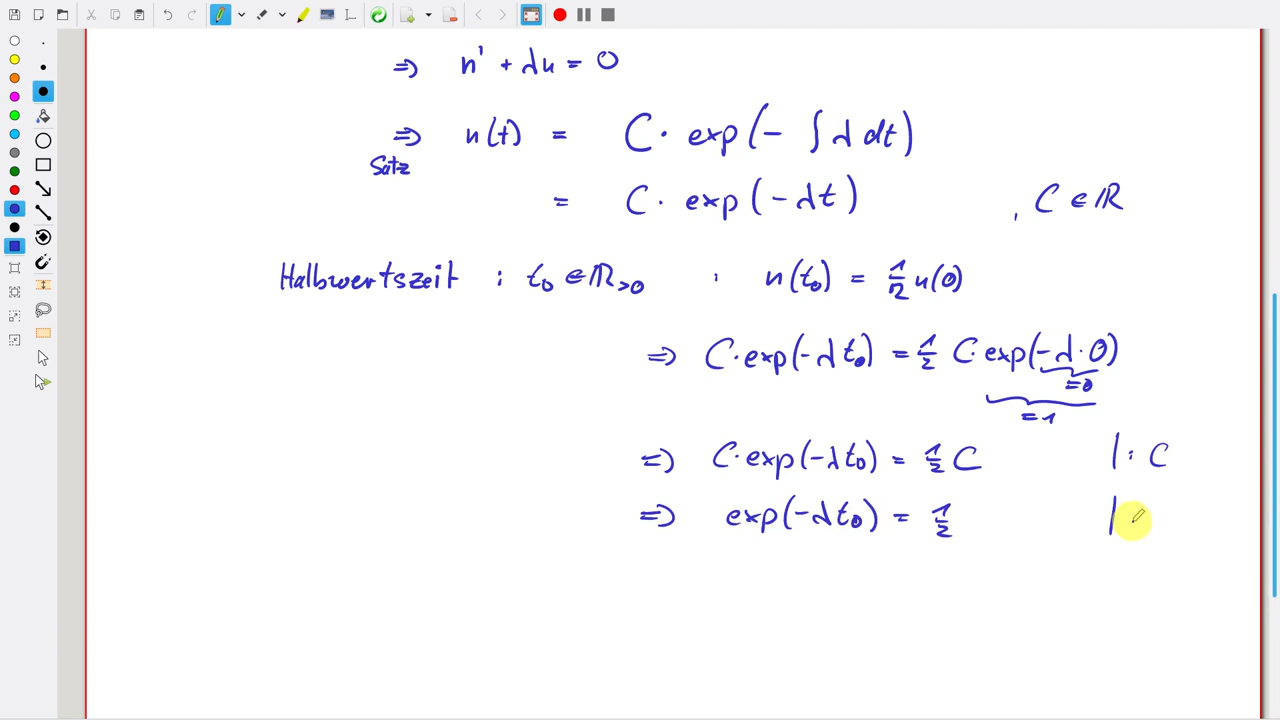 ⇒ n' + λn = 0
⇒ n(t) = C · exp(− ∫ λ dt)
Satz
= C · exp(−λt) , C ∈ ℝ
Halbwertszeit : t₀ ∈ ℝ>0 : n(t₀) = 1/2 n(0)
⇒ C·exp(−λt₀) = 1/2 C·exp(−λ·0)
=0
=1
⇒ C·exp(−λt₀) = 1/2 C | : C
⇒ exp(−λt₀) = 1/2 |